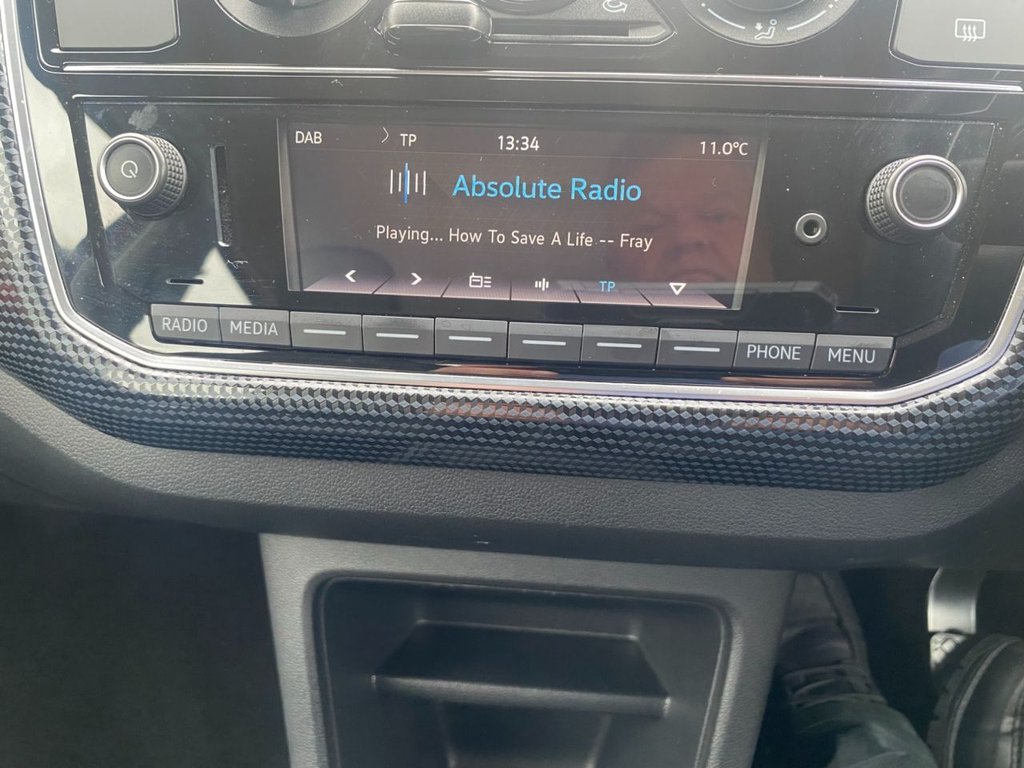 DAB TP 13:34 11.0°C
Absolute Radio
Playing... How To Save A Life -- Fray
TP
RADIO MEDIA PHONE MENU